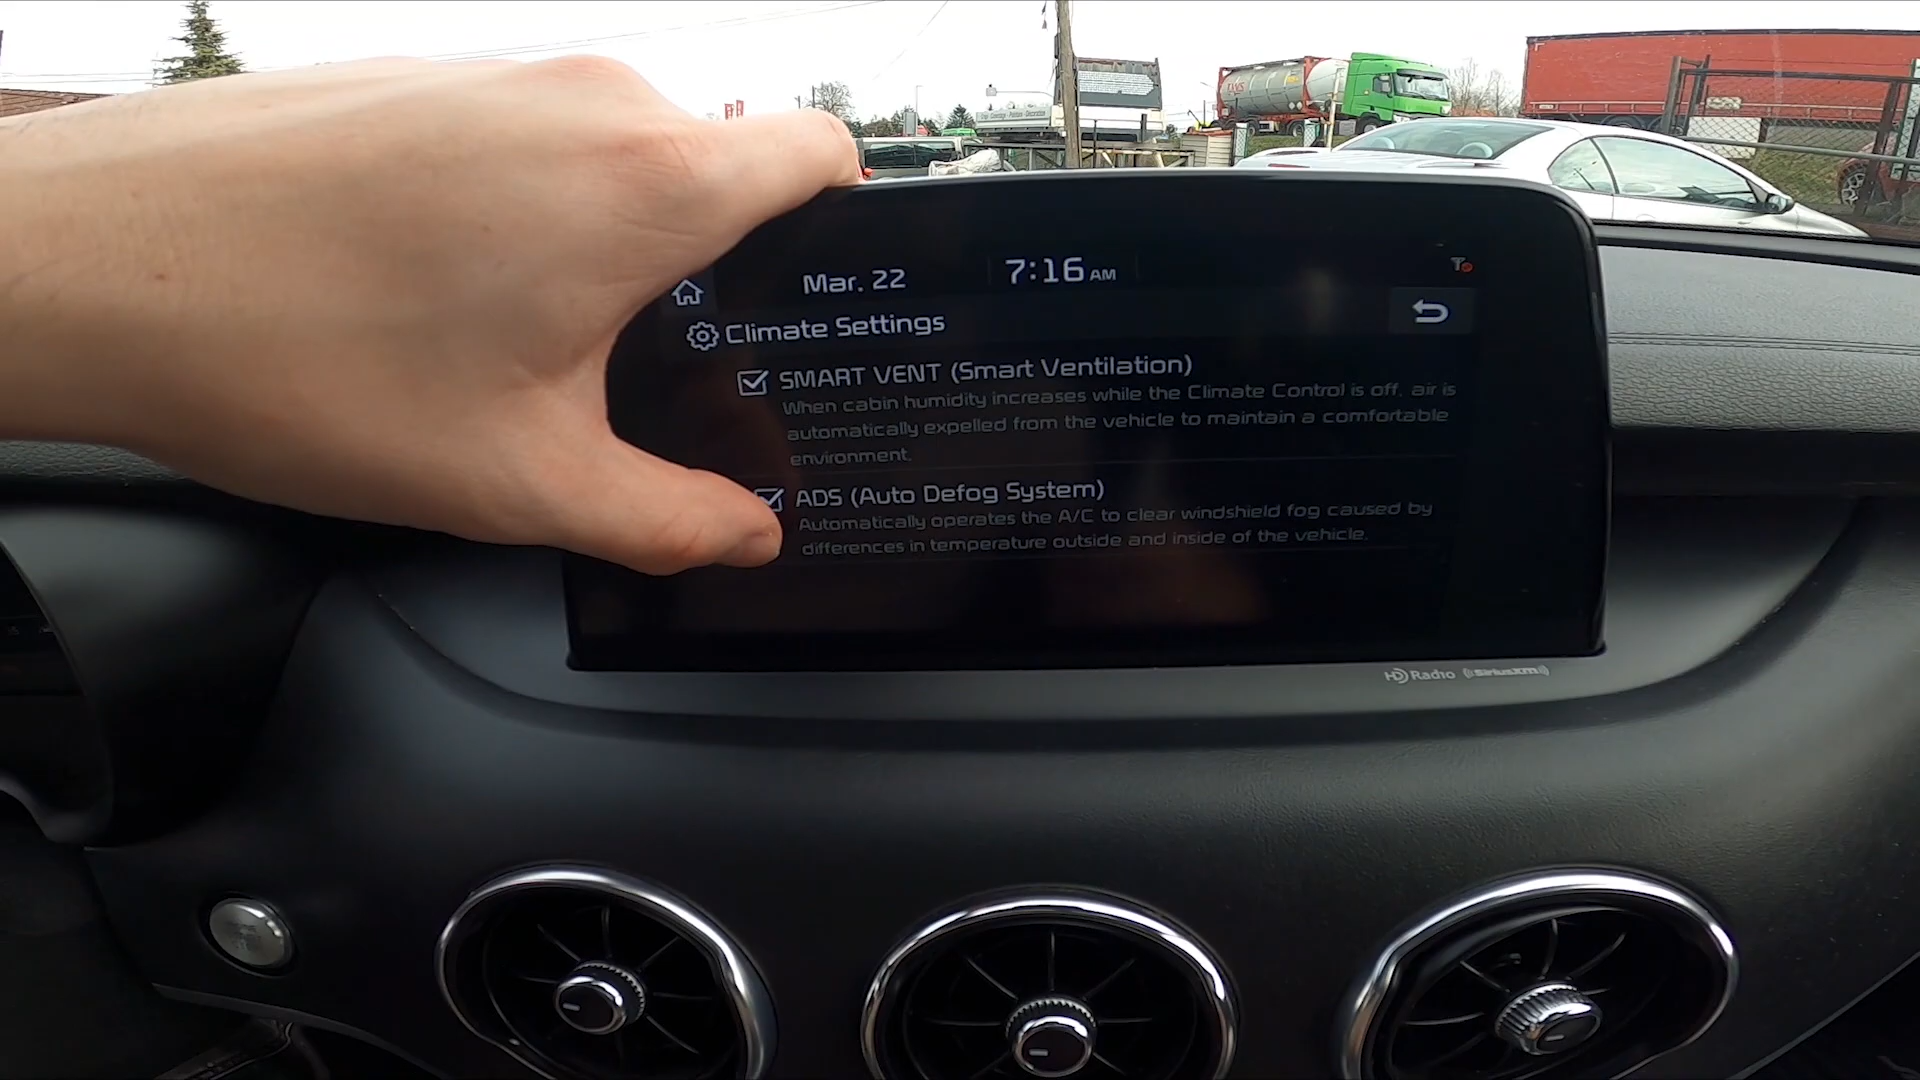 Mar. 22
7:16 AM
Climate Settings
SMART VENT (Smart Ventilation)
When cabin humidity increases while the Climate Control is off, air is
automatically expelled from the vehicle to maintain a comfortable
environment.
ADS (Auto Defog System)
Automatically operates the A/C to clear windshield fog caused by
differences in temperature outside and inside of the vehicle.
HD Radio
SiriusXM